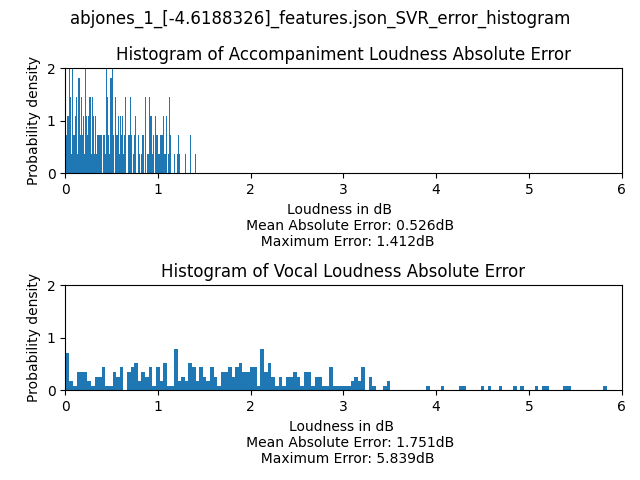 abjones_1_[-4.6188326]_features.json_SVR_error_histogram
Histogram of Accompaniment Loudness Absolute Error
Probability density
2
1
0
0 1 2 3 4 5 6
Loudness in dB
Mean Absolute Error: 0.526dB
Maximum Error: 1.412dB
Histogram of Vocal Loudness Absolute Error
Probability density
2
1
0
0 1 2 3 4 5 6
Loudness in dB
Mean Absolute Error: 1.751dB
Maximum Error: 5.839dB